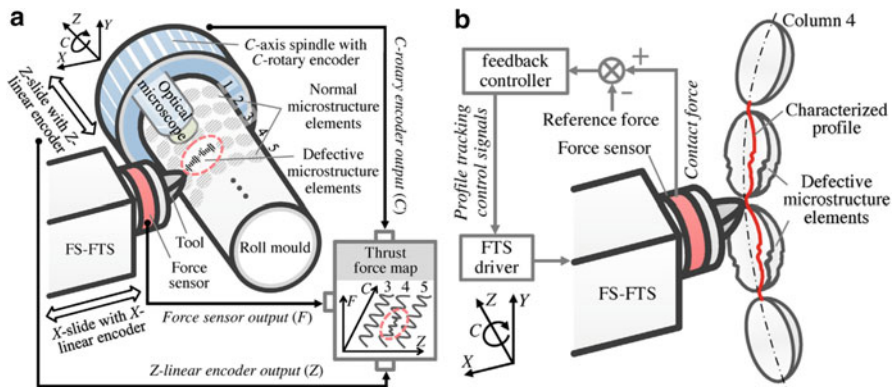 a
Z
Y
C
X
Z-slide with Z-
linear encoder
C-axis spindle with
C-rotary encoder
Optical
microscope
1
2
3
4
5
Normal
microstructure
elements
Defective
microstructure
elements
C-rotary encoder output (C)
FS-FTS
Tool
Force
sensor
Roll mould
X-slide with X-
linear encoder
Force sensor output (F)
Z-linear encoder output (Z)
Thrust
force map
C
3 4 5
F
Z
b
feedback
controller
+
−
Reference force
Force sensor
Contact force
Profile tracking
control signals
FTS
driver
FS-FTS
Z
Y
C
X
Column 4
Characterized
profile
Defective
microstructure
elements